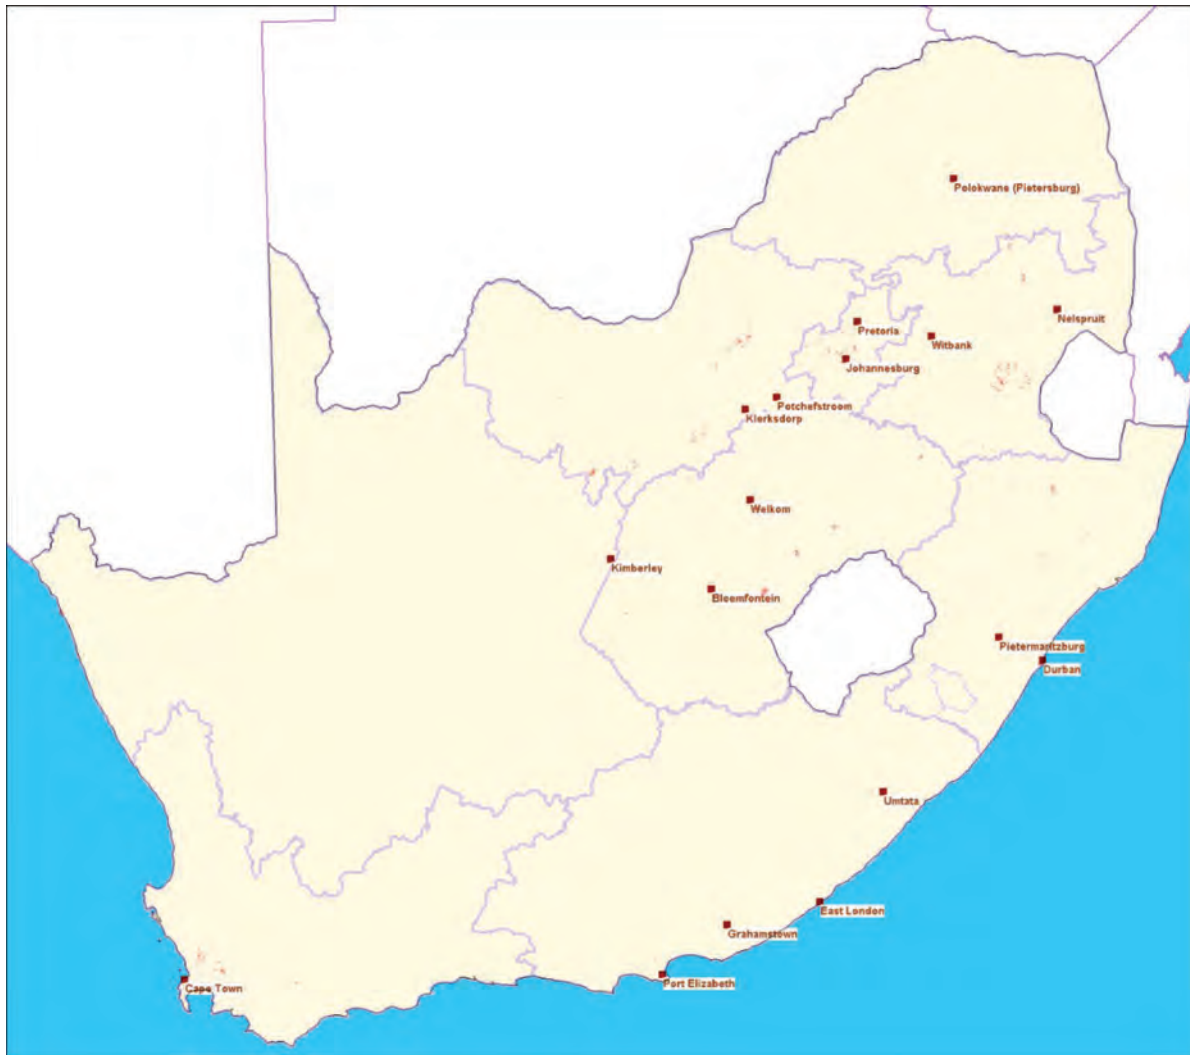 Polokwane (Pietersburg)
Nelspruit
Pretoria
Witbank
Johannesburg
Potchefstroom
Klerksdorp
Welkom
Kimberley
Bloemfontein
Pietermaritzburg
Durban
Umtata
East London
Grahamstown
Port Elizabeth
Cape Town